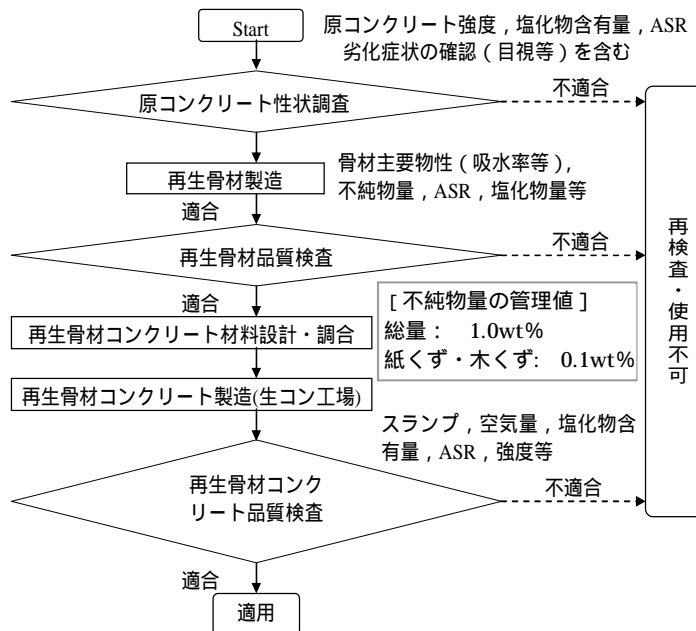 Start
原コンクリート強度，塩化物含有量，ASR
劣化症状の確認（目視等）を含む
原コンクリート性状調査
不適合
再生骨材製造
骨材主要物性（吸水率等），
不純物量，ASR，塩化物量等
適合
再生骨材品質検査
不適合
適合
[ 不純物量の管理値 ]
総量： 1.0wt%
紙くず・木くず: 0.1wt%
再生骨材コンクリート材料設計・調合
再生骨材コンクリート製造(生コン工場)
スランプ，空気量，塩化物含
有量，ASR，強度等
再生骨材コンク
リート品質検査
不適合
適合
適用
再検査・使用不可